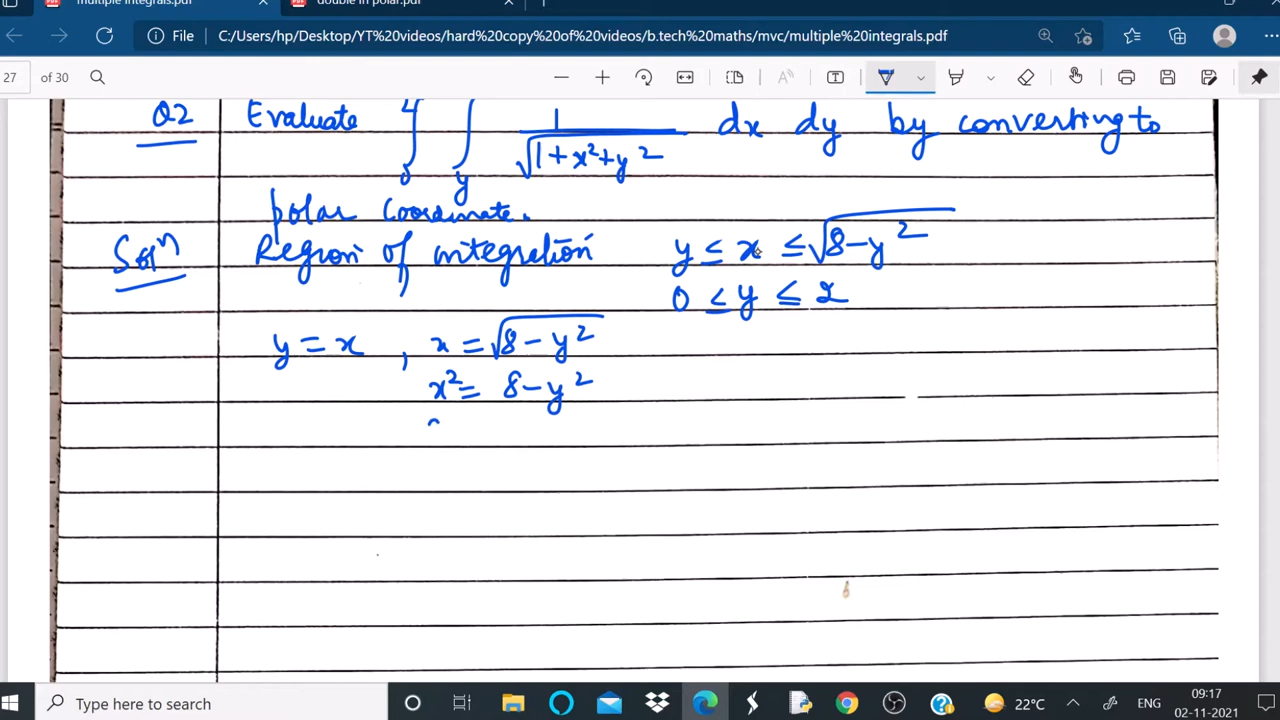 multiple integrals.pdf
double in polar.pdf
File C:/Users/hp/Desktop/YT%20videos/hard%20copy%20of%20videos/b.tech%20maths/mvc/multiple%20integrals.pdf
27 of 30
Q2 Evaluate ∫₀ ∫y 1/√(1+x²+y²) dx dy by converting to
polar coordinate.
Solⁿ Region of integration y ≤ x ≤ √(8-y²)
0 ≤ y ≤ 2
y = x , x = √(8-y²)
x² = 8-y²
Type here to search
22°C
ENG
09:17
02-11-2021